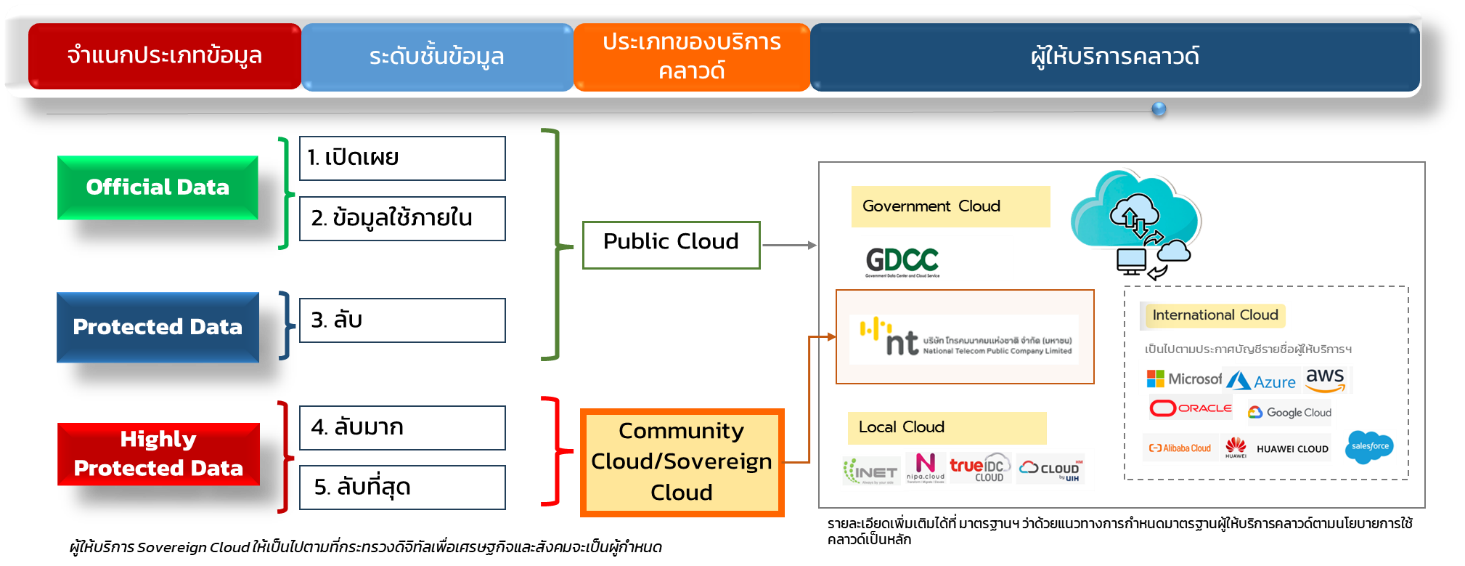 จำแนกประเภทข้อมูล
ระดับชั้นข้อมูล
ประเภทของบริการ
คลาวด์
ผู้ให้บริการคลาวด์
Official Data
1. เปิดเผย
2. ข้อมูลใช้ภายใน
Protected Data
3. ลับ
Highly
Protected Data
4. ลับมาก
5. ลับที่สุด
Public Cloud
Community
Cloud/Sovereign
Cloud
Government Cloud
GDCC
Government Data Center and Cloud Service
nt
บริษัท โทรคมนาคมแห่งชาติ จำกัด (มหาชน)
National Telecom Public Company Limited
International Cloud
เป็นไปตามประกาศบัญชีรายชื่อผู้ให้บริการฯ
Microsof
Azure
aws
ORACLE
Google Cloud
Alibaba Cloud
HUAWEI
HUAWEI CLOUD
salesforce
Local Cloud
INET
nipa.cloud
true IDC
CLOUD
CLOUD
by UIH
รายละเอียดเพิ่มเติมได้ที่ มาตรฐานฯ ว่าด้วยแนวทางการกำหนดมาตรฐานผู้ให้บริการคลาวด์ตามนโยบายการใช้
คลาวด์เป็นหลัก
ผู้ให้บริการ Sovereign Cloud ให้เป็นไปตามที่กระทรวงดิจิทัลเพื่อเศรษฐกิจและสังคมจะเป็นผู้กำหนด